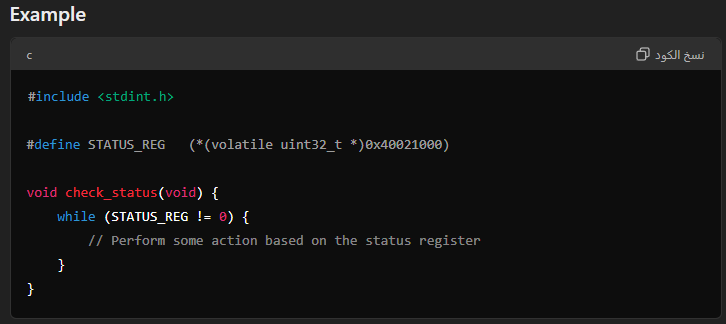 Example
c
نسخ الكود
#include <stdint.h>
#define STATUS_REG   (*(volatile uint32_t *)0x40021000)
void check_status(void) {
    while (STATUS_REG != 0) {
        // Perform some action based on the status register
    }
}